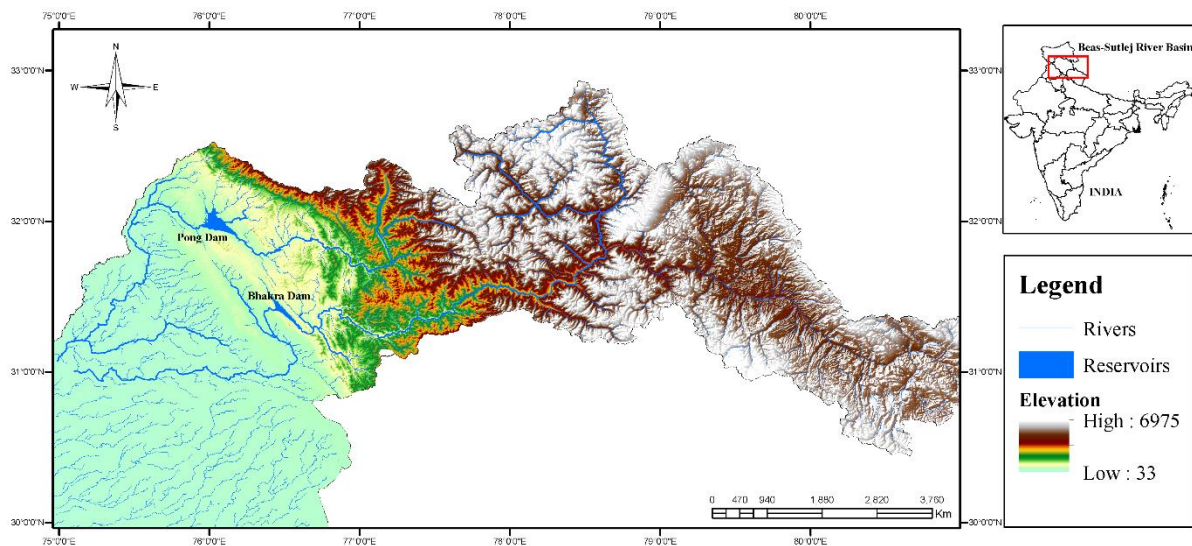 75°0'0"E 76°0'0"E 77°0'0"E 78°0'0"E 79°0'0"E 80°0'0"E
N
W E
S
33°0'0"N 33°0'0"N
32°0'0"N 32°0'0"N
31°0'0"N 31°0'0"N
30°0'0"N 30°0'0"N
Pong Dam
Bhakra Dam
0 470 940 1,880 2,820 3,760
Km
75°0'0"E 76°0'0"E 77°0'0"E 78°0'0"E 79°0'0"E 80°0'0"E
Beas-Sutlej River Basin
INDIA
Legend
Rivers
Reservoirs
Elevation
High : 6975
Low : 33